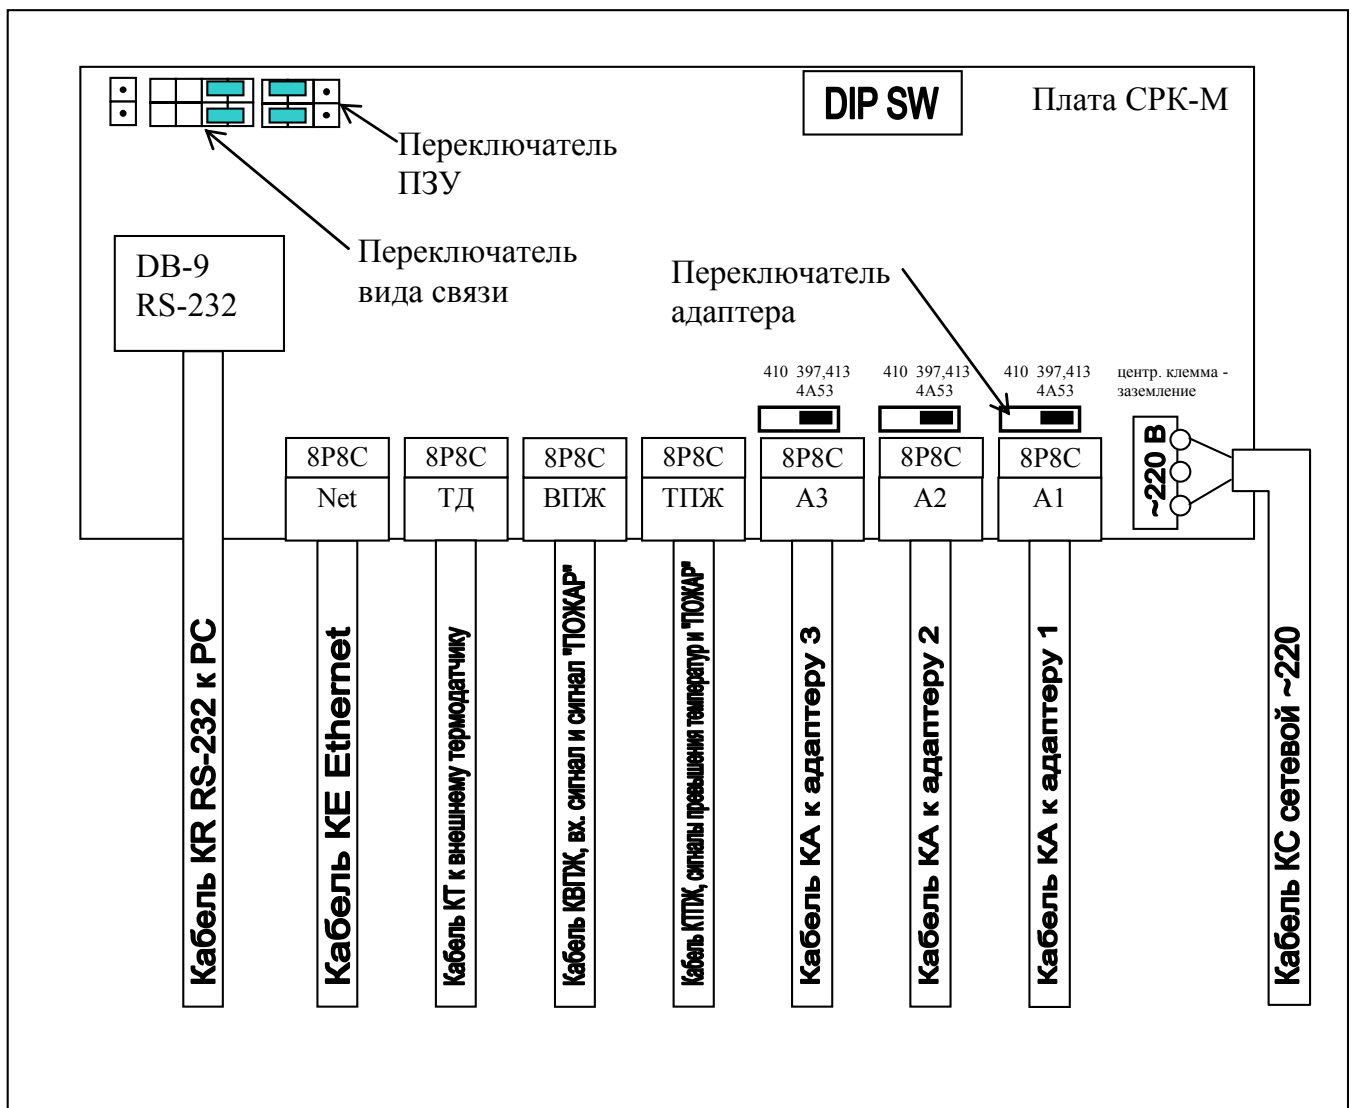 DIP SW
Плата СРК-М
Переключатель
ПЗУ
Переключатель
вида связи
DB-9
RS-232
Переключатель
адаптера
410 397,413
4A53
410 397,413
4A53
410 397,413
4A53
центр. клемма -
заземление
8P8C
8P8C
8P8C
8P8C
8P8C
8P8C
8P8C
Net
ТД
ВПЖ
ТПЖ
А3
А2
А1
~220 В
Кабель KR RS-232 к PC
Кабель KE Ethernet
Кабель КТ к внешнему термодатчику
Кабель КВПЖ, вх. сигнал и сигнал "ПОЖАР"
Кабель КТПЖ, сигналы превышения температур и "ПОЖАР"
Кабель КА к адаптеру 3
Кабель КА к адаптеру 2
Кабель КА к адаптеру 1
Кабель КС сетевой ~220